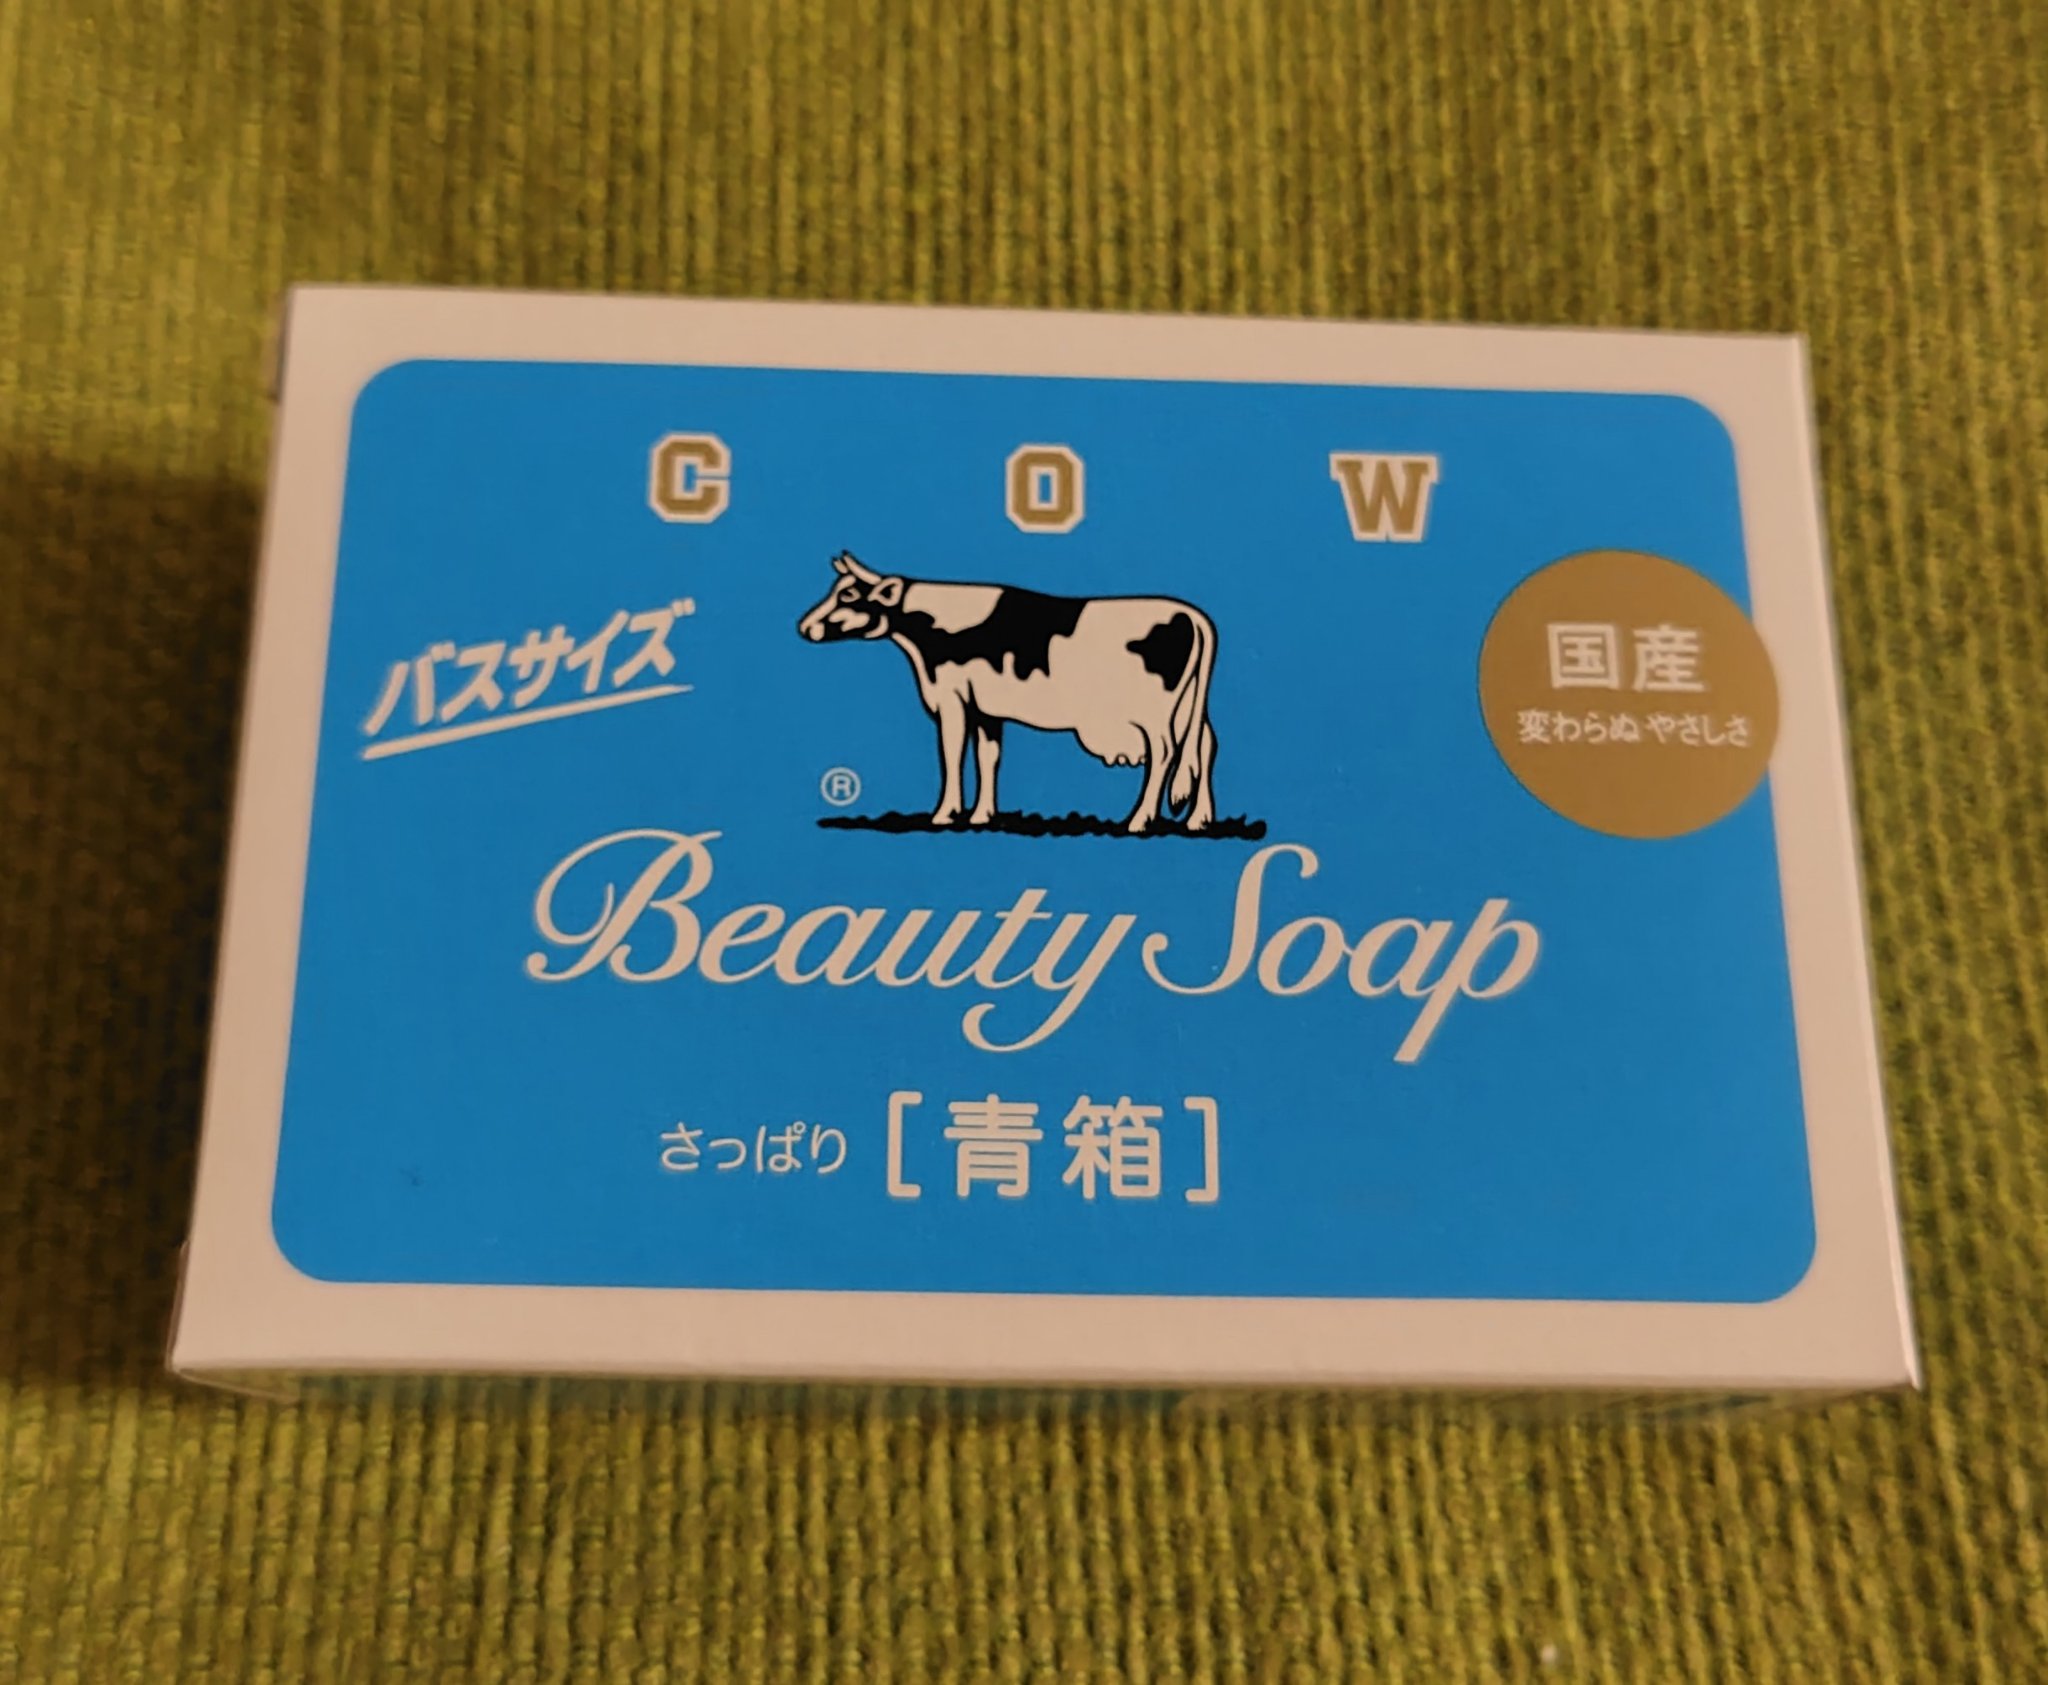 COW
バスサイズ
国産
変わらぬやさしさ
®
Beauty Soap
さっぱり [青箱]